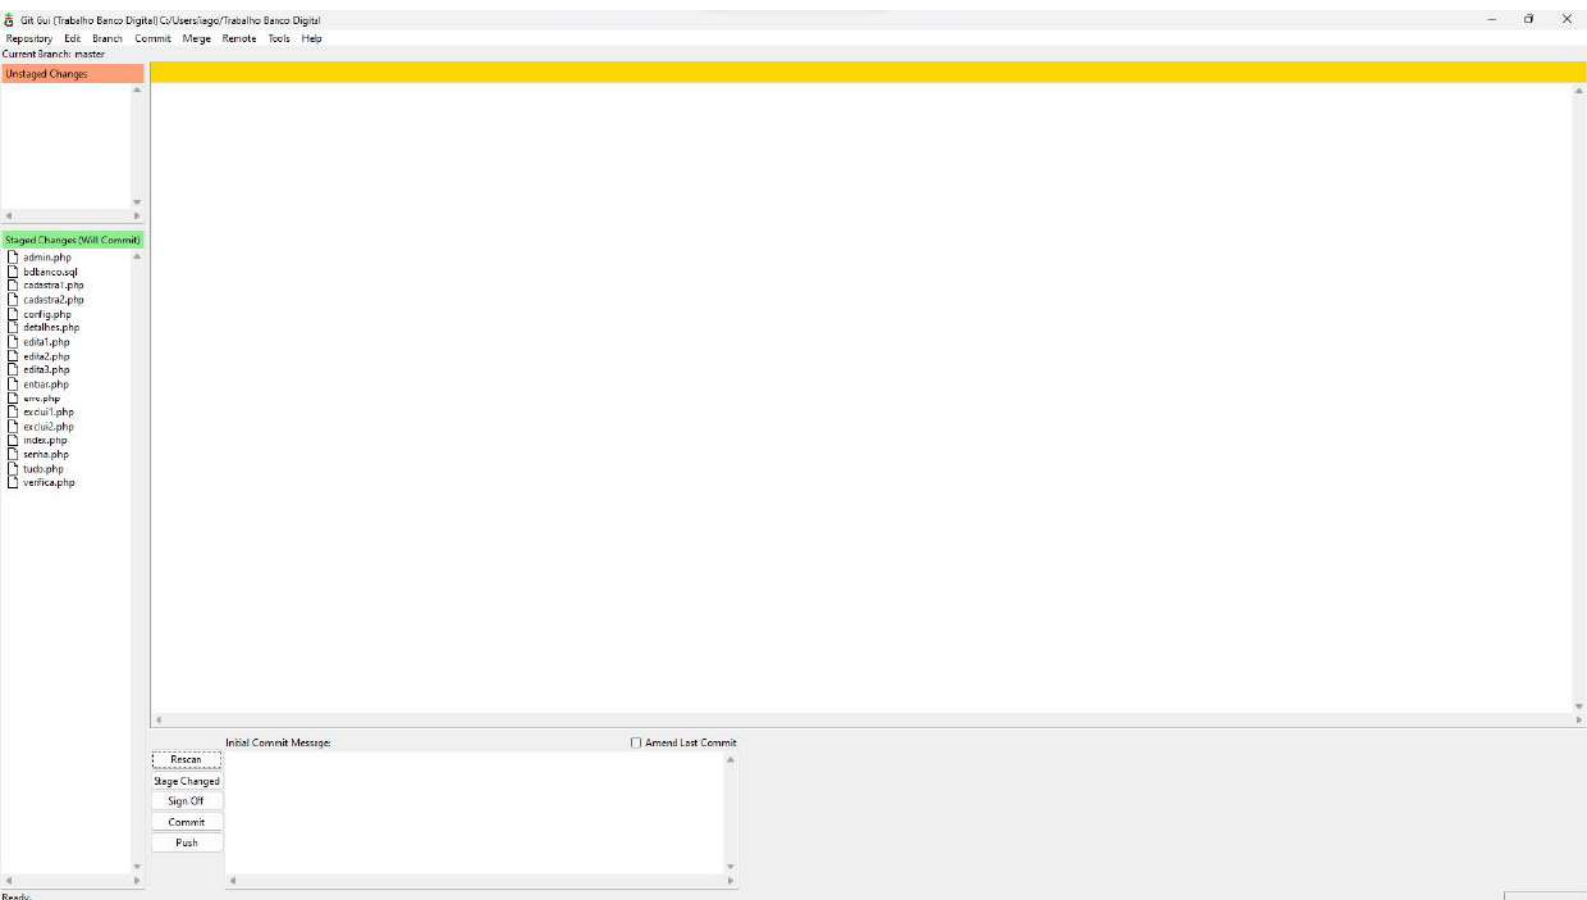 Git Gui (Trabalho Banco Digital) C:/Users/iago/Trabalho Banco Digital
Repository Edit Branch Commit Merge Remote Tools Help
Current Branch: master
Unstaged Changes
Staged Changes (Will Commit)
admin.php
bdbanco.sql
cadastra1.php
cadastra2.php
config.php
detalhes.php
edita1.php
edita2.php
edita3.php
erro.php
exclui1.php
exclui2.php
index.php
senha.php
tudo.php
verifica.php
Initial Commit Message:
Amend Last Commit
Rescan
Stage Changed
Sign Off
Commit
Push
Ready.